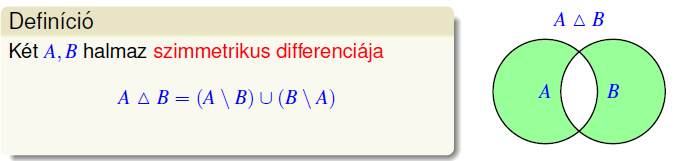 Definíció
Két A, B halmaz szimmetrikus differenciája
A △ B = (A \ B) ∪ (B \ A)
A △ B
A B